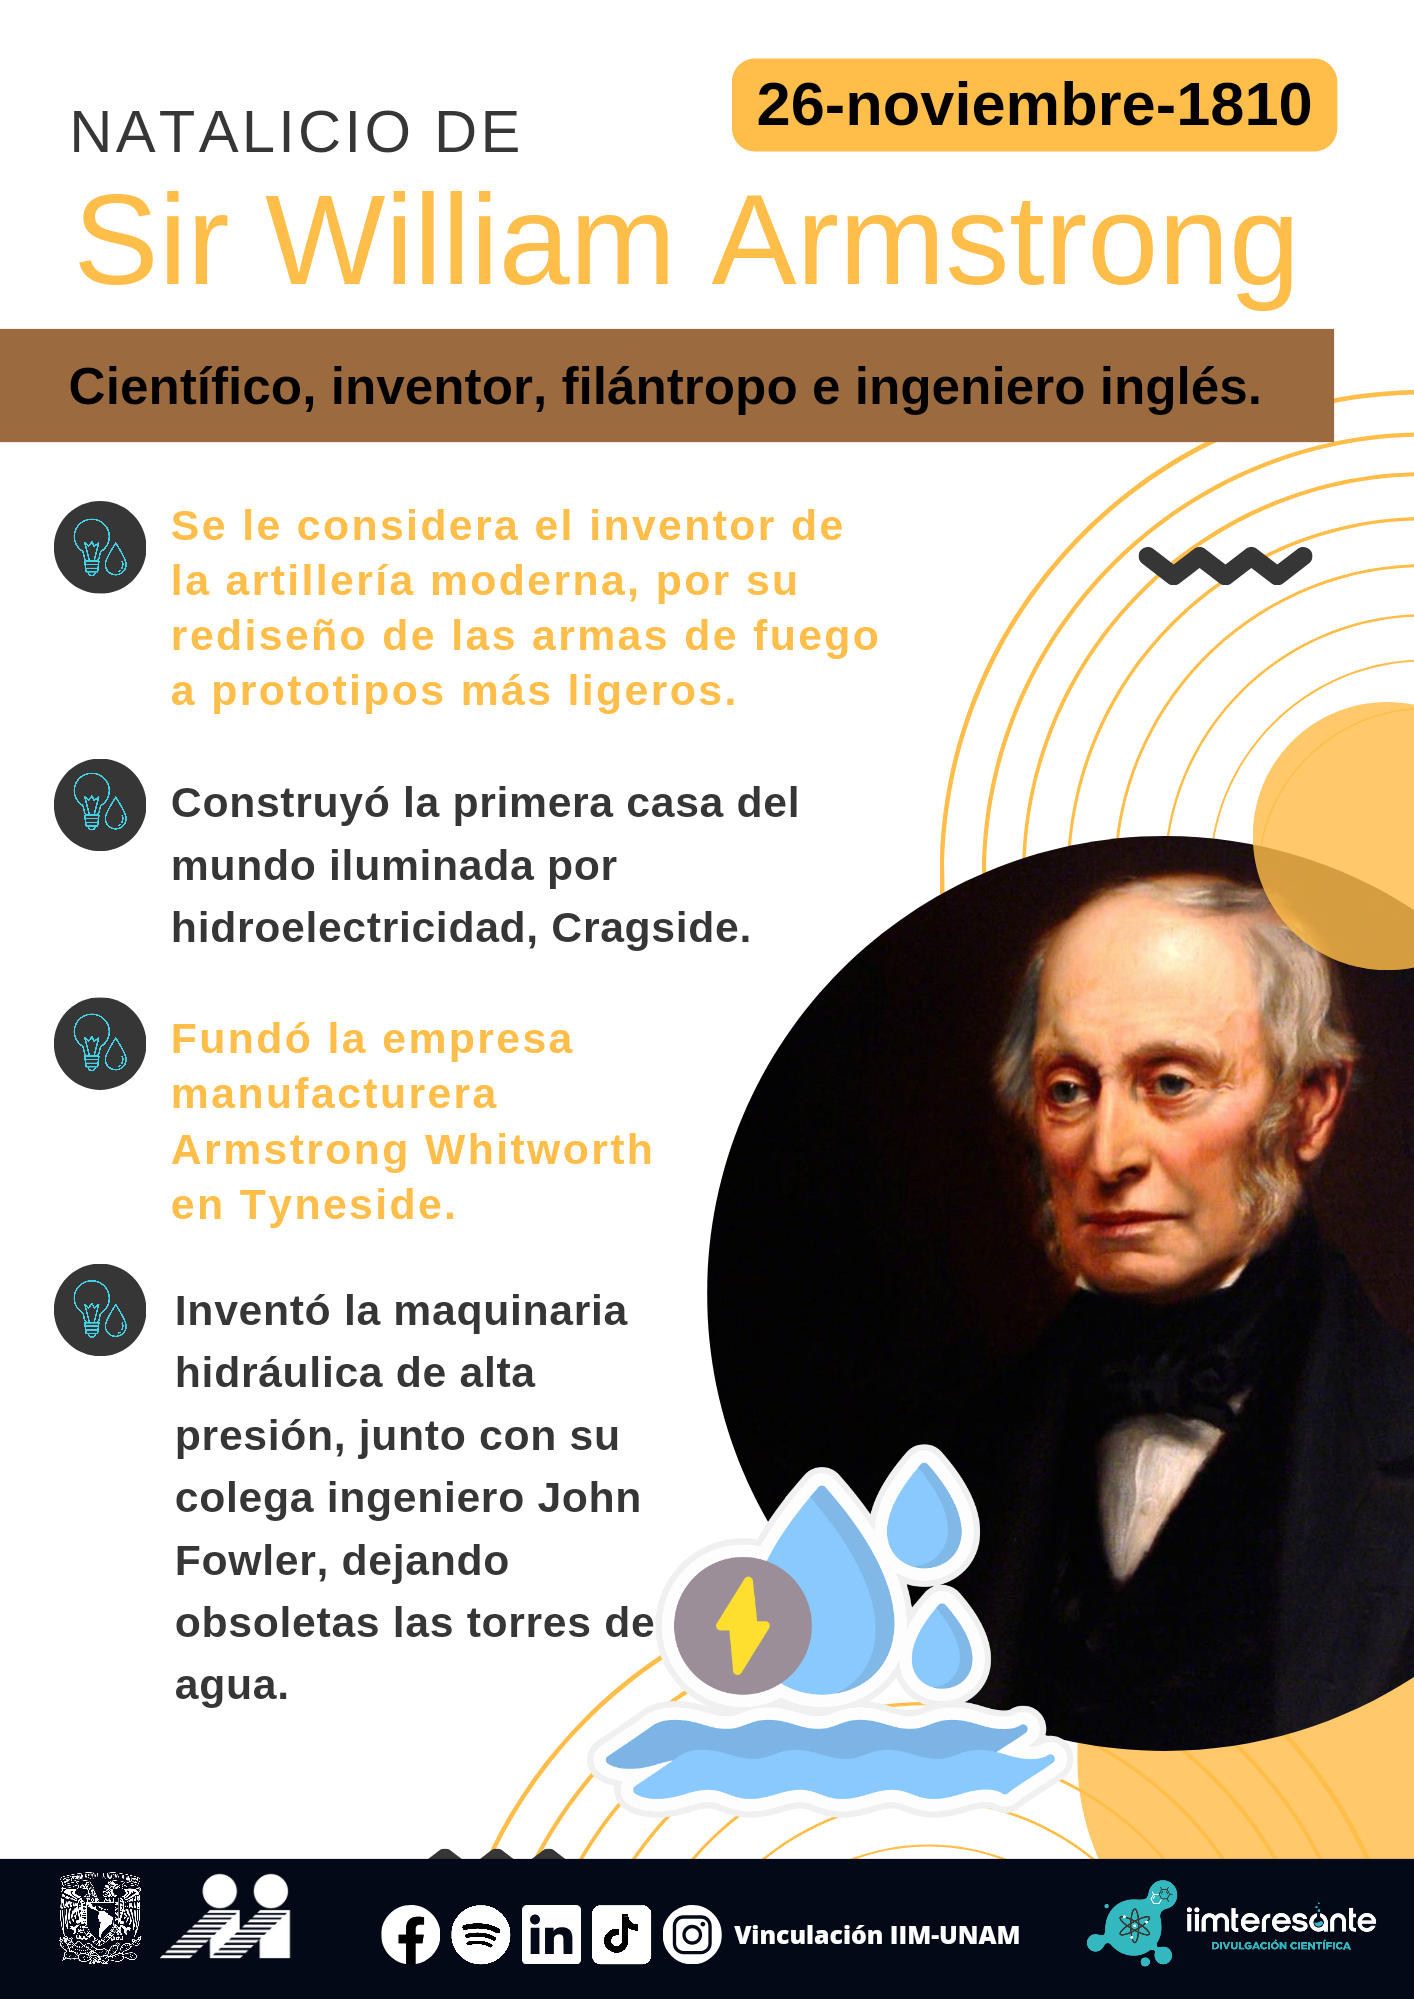 NATALICIO DE
26-noviembre-1810
Sir William Armstrong
Científico, inventor, filántropo e ingeniero inglés.
Se le considera el inventor de
la artillería moderna, por su
rediseño de las armas de fuego
a prototipos más ligeros.
Construyó la primera casa del
mundo iluminada por
hidroelectricidad, Cragside.
Fundó la empresa
manufacturera
Armstrong Whitworth
en Tyneside.
Inventó la maquinaria
hidráulica de alta
presión, junto con su
colega ingeniero John
Fowler, dejando
obsoletas las torres de
agua.
Vinculación IIM-UNAM
iimteresante
DIVULGACIÓN CIENTÍFICA